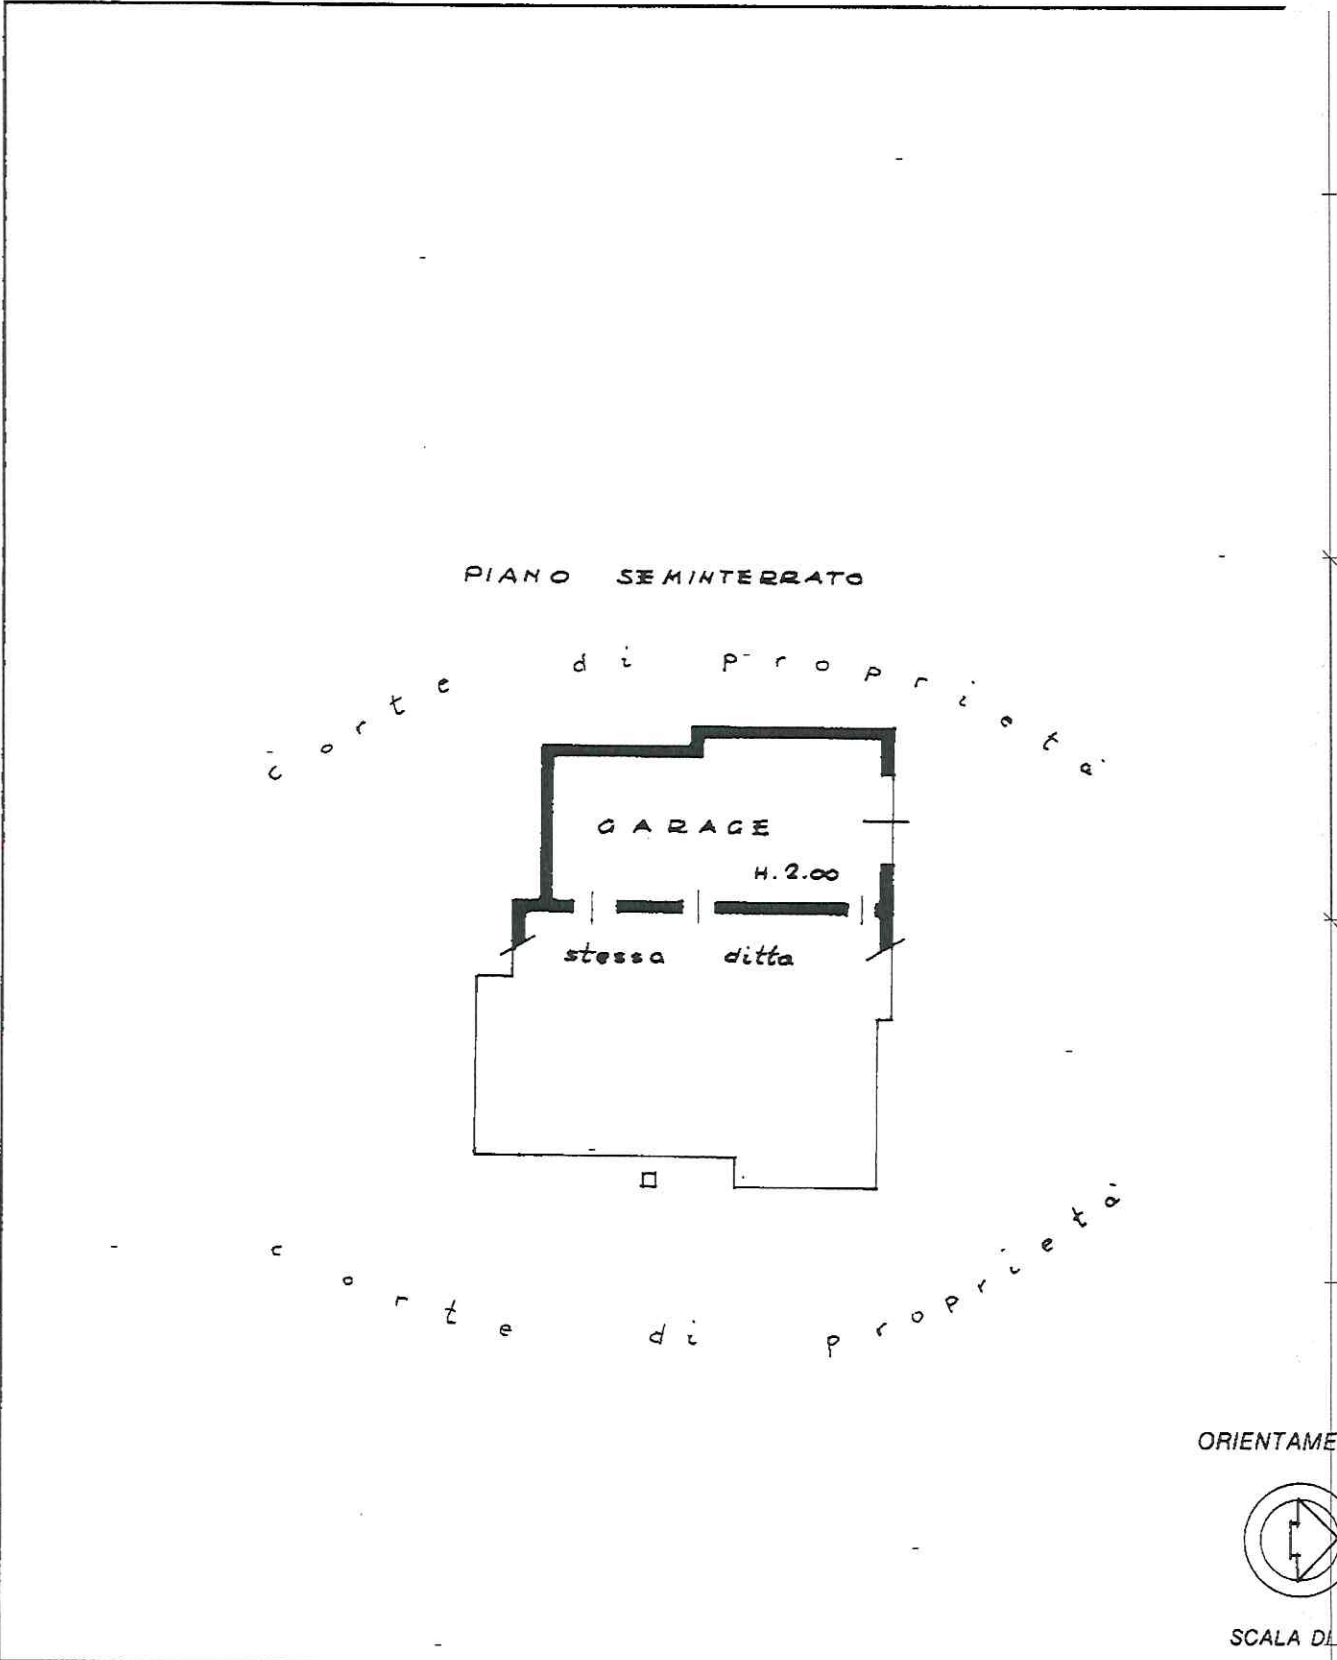 PIANO SEMINTERRATO
corte di proprietà
GARAGE
H. 2.00
stessa ditta
corte di proprietà
ORIENTAME
SCALA DI